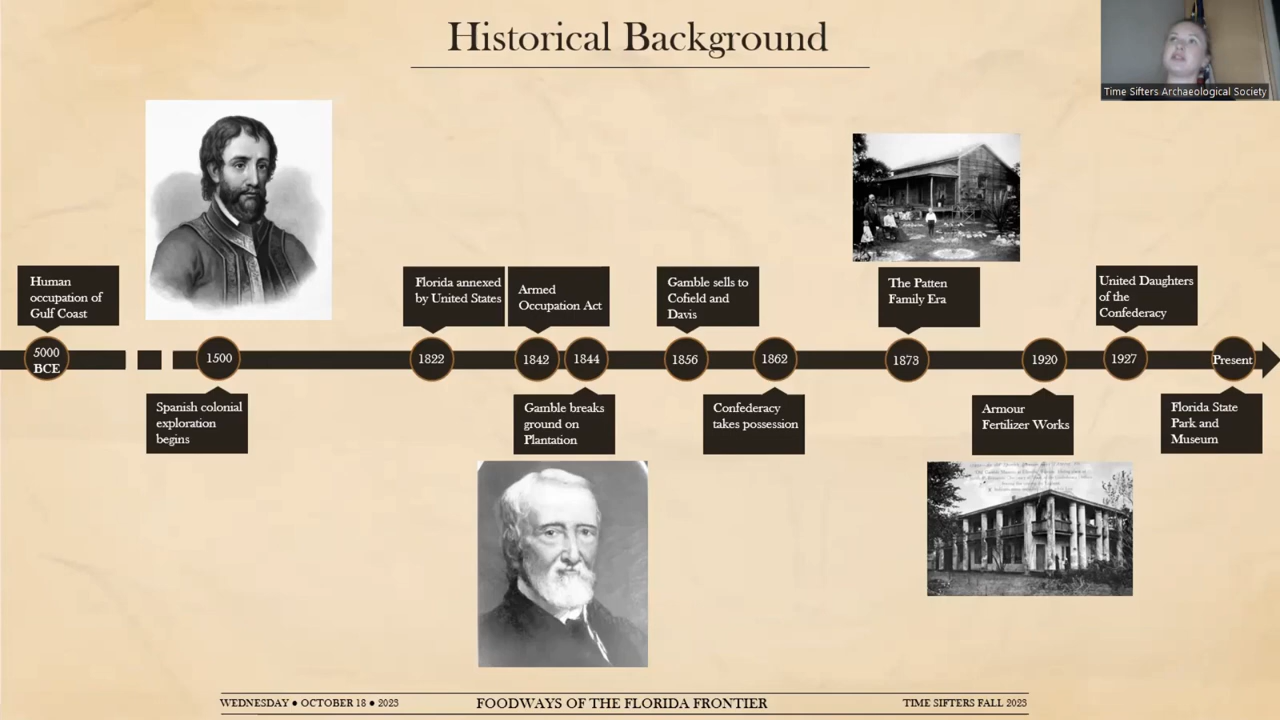 Historical Background
Time Sifters Archaeological Society
Human
occupation of
Gulf Coast
Florida annexed
by United States
Armed
Occupation Act
Gamble sells to
Cofield and
Davis
The Patten
Family Era
United Daughters
of the
Confederacy
5000
BCE
1500
1822
1842
1844
1856
1862
1873
1920
1927
Present
Spanish colonial
exploration
begins
Gamble breaks
ground on
Plantation
Confederacy
takes possession
Armour
Fertilizer Works
Florida State
Park and
Museum
WEDNESDAY ● OCTOBER 18 ● 2023
FOODWAYS OF THE FLORIDA FRONTIER
TIME SIFTERS FALL 2023